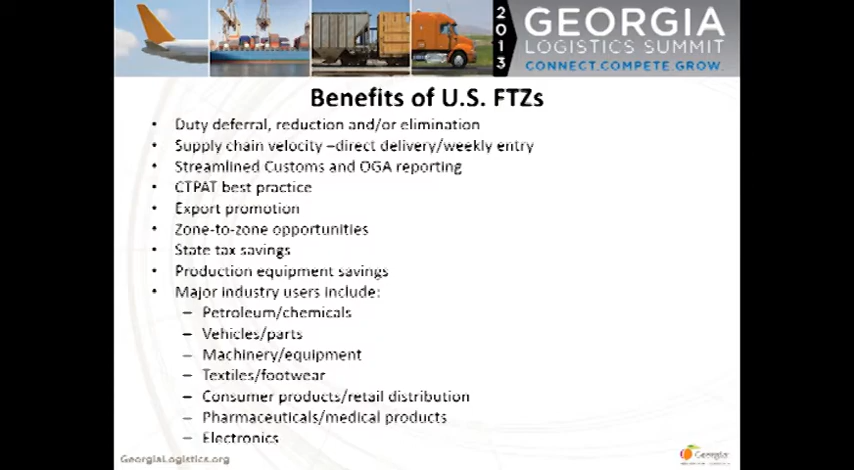 2013
GEORGIA
LOGISTICS SUMMIT
CONNECT.COMPETE GROW.
Benefits of U.S. FTZs
• Duty deferral, reduction and/or elimination
• Supply chain velocity –direct delivery/weekly entry
• Streamlined Customs and OGA reporting
• CTPAT best practice
• Export promotion
• Zone-to-zone opportunities
• State tax savings
• Production equipment savings
• Major industry users include:
– Petroleum/chemicals
– Vehicles/parts
– Machinery/equipment
– Textiles/footwear
– Consumer products/retail distribution
– Pharmaceuticals/medical products
– Electronics
GeorgiaLogistics.org
Georgia